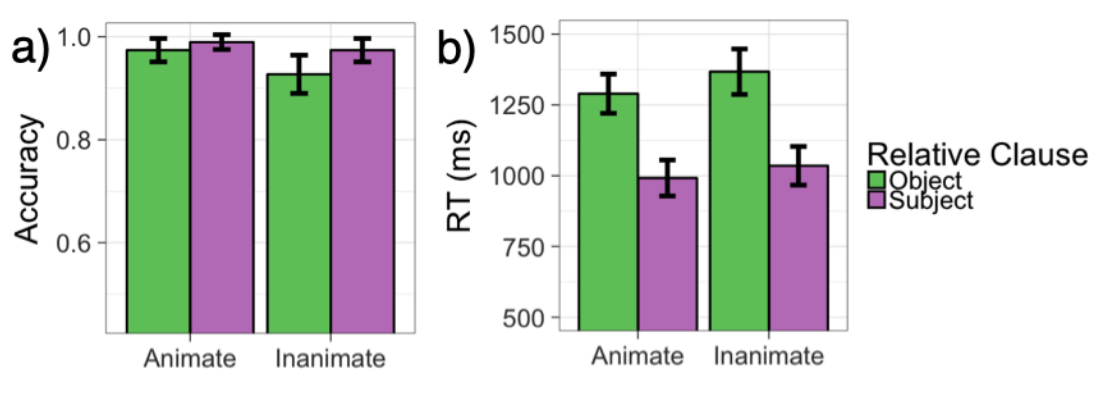 a)
Accuracy
1.0
0.8
0.6
Animate
Inanimate
b)
RT (ms)
1500
1250
1000
750
500
Animate
Inanimate
Relative Clause
Object
Subject